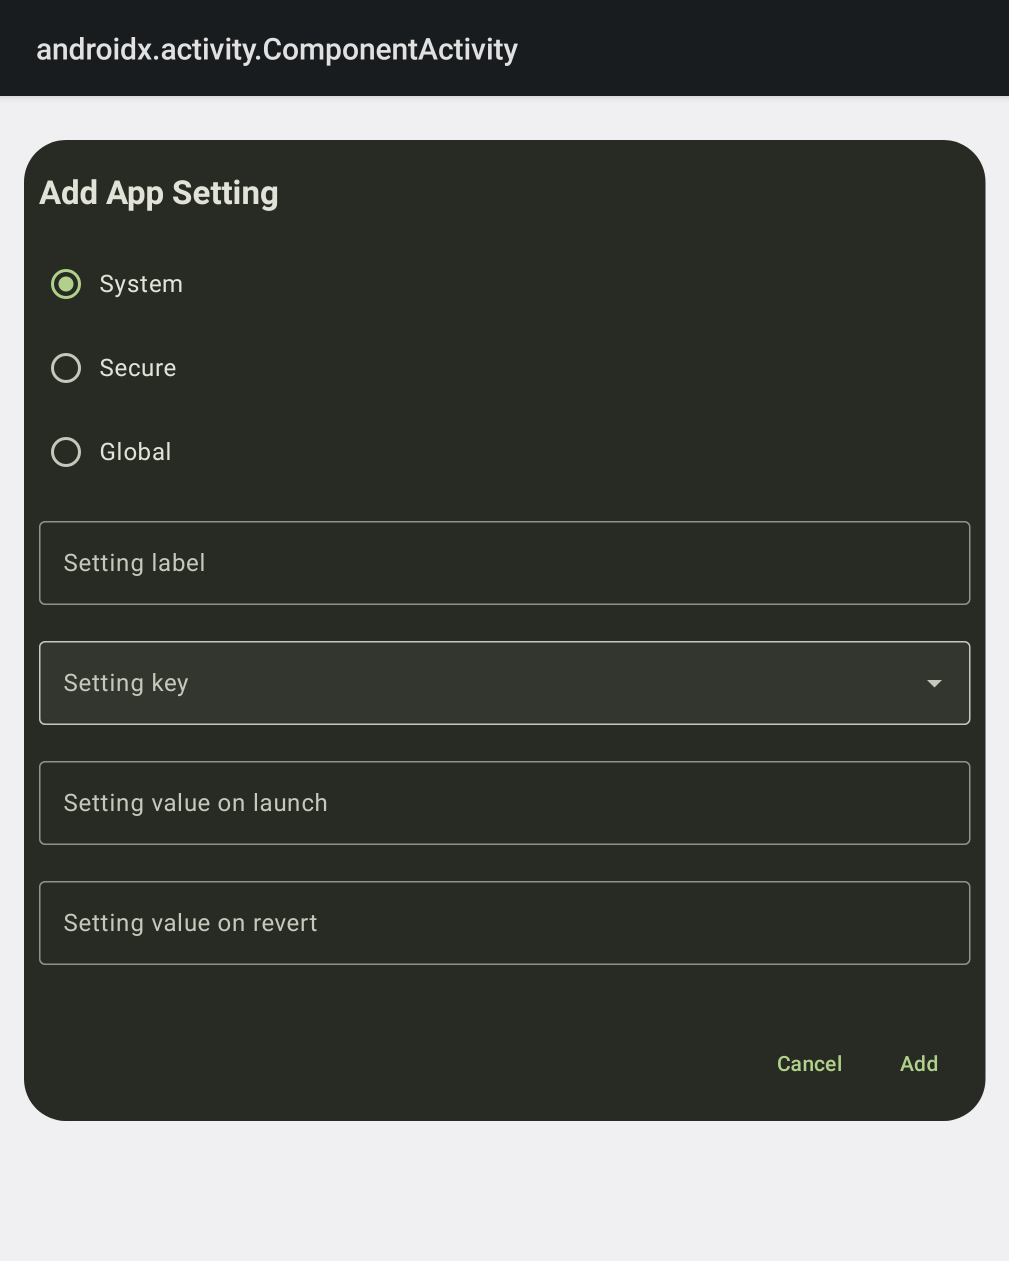 androidx.activity.ComponentActivity
Add App Setting
System
Secure
Global
Setting label
Setting key
Setting value on launch
Setting value on revert
Cancel Add